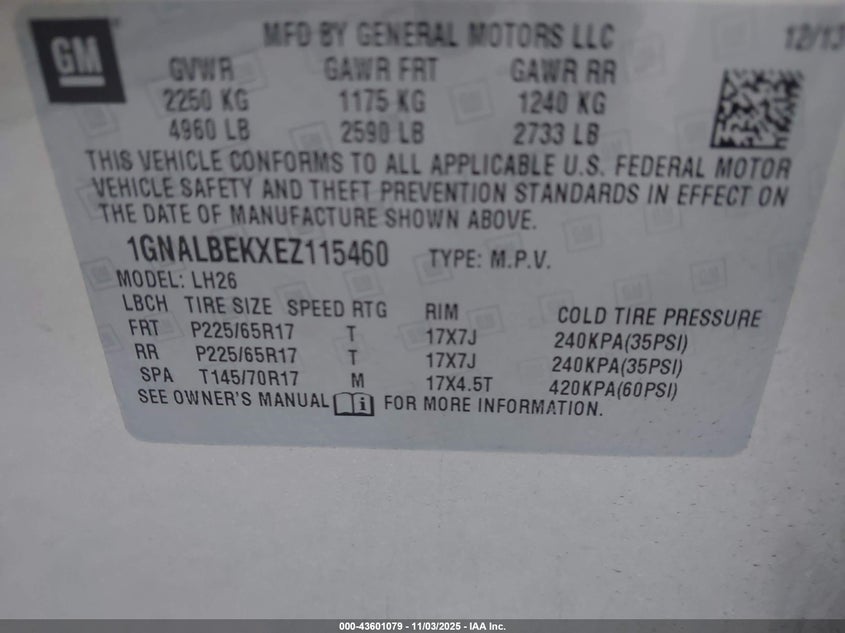 GM
MFD BY GENERAL MOTORS LLC 12/13
GVWR GAWR FRT GAWR RR
2250 KG 1175 KG 1240 KG
4960 LB 2590 LB 2733 LB
THIS VEHICLE CONFORMS TO ALL APPLICABLE U.S. FEDERAL MOTOR
VEHICLE SAFETY AND THEFT PREVENTION STANDARDS IN EFFECT ON
THE DATE OF MANUFACTURE SHOWN ABOVE.
1GNALBEKXEZ115460 TYPE: M.P.V.
MODEL: LH26
LBCH TIRE SIZE SPEED RTG RIM COLD TIRE PRESSURE
FRT P225/65R17 T 17X7J 240KPA(35PSI)
RR P225/65R17 T 17X7J 240KPA(35PSI)
SPA T145/70R17 M 17X4.5T 420KPA(60PSI)
SEE OWNER'S MANUAL i FOR MORE INFORMATION.
000-43601079 - 11/03/2025 - IAA Inc.